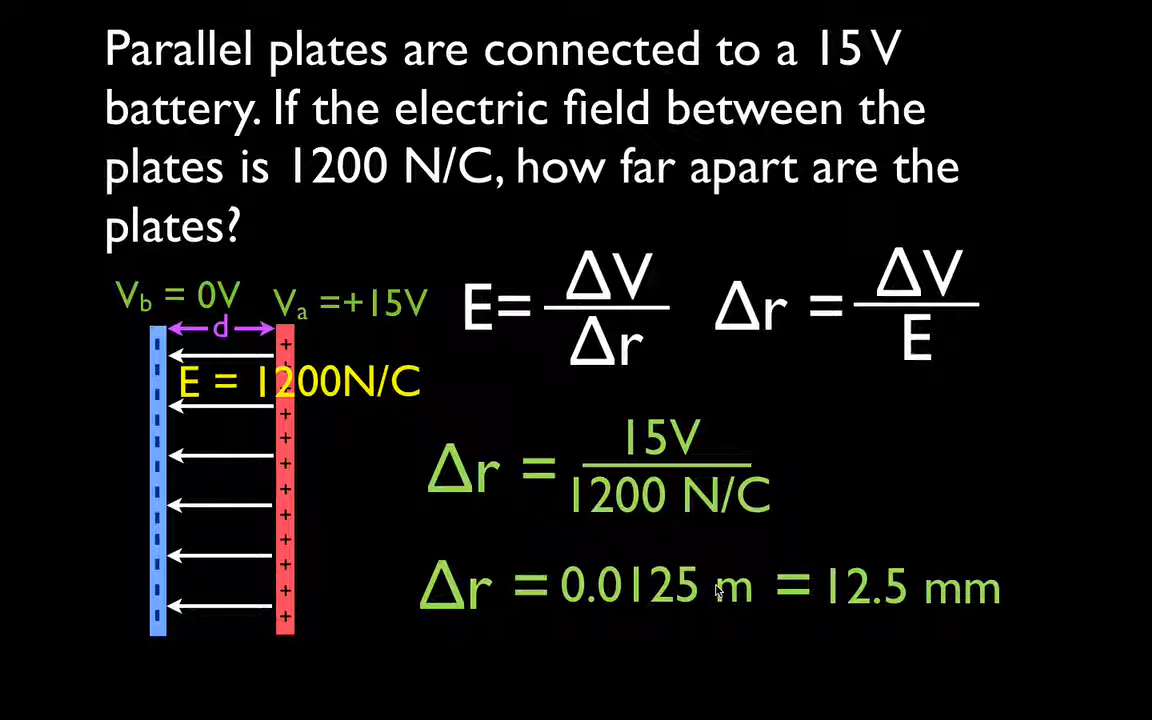 Parallel plates are connected to a 15 V
battery. If the electric field between the
plates is 1200 N/C, how far apart are the
plates?
V_b = 0V V_a =+15V
d
E = 1200N/C
E= ΔV/Δr Δr = ΔV/E
Δr = 15V/1200 N/C
Δr = 0.0125 m = 12.5 mm